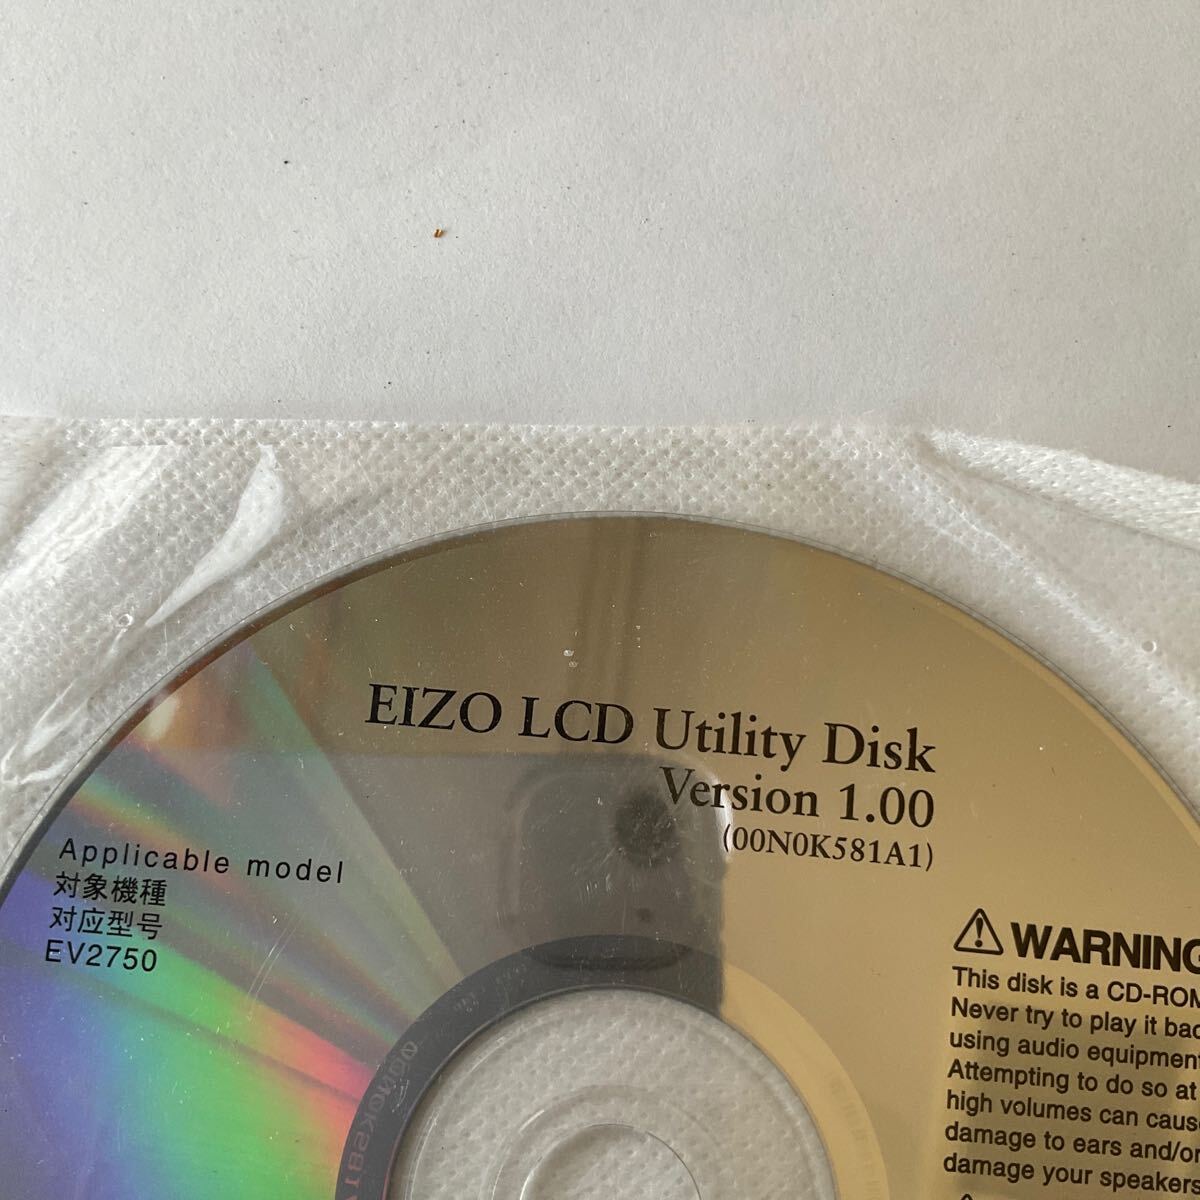 EIZO LCD Utility Disk
Version 1.00
(00N0K581A1)
Applicable model
対象機種
对应型号
EV2750
WARNING
This disk is a CD-ROM
Never try to play it
using audio equipment
Attempting to do so at
high volumes can cause
damage to ears and/or
damage your speakers